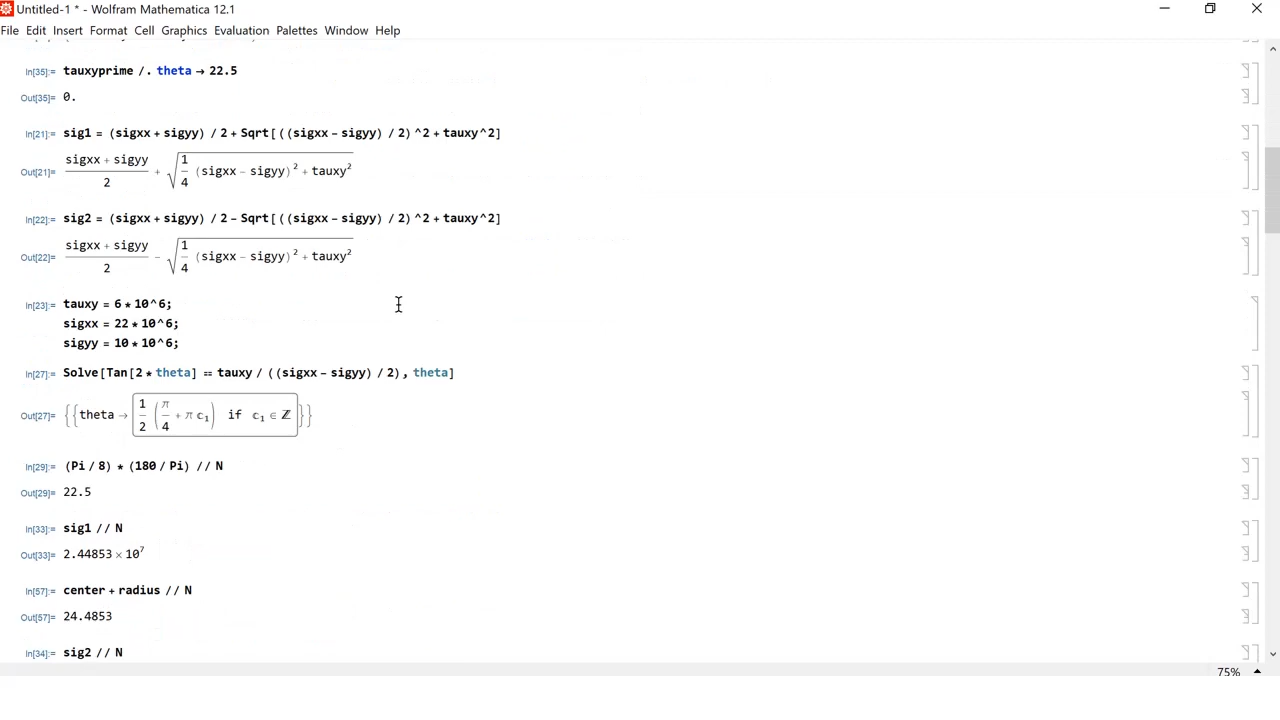 Untitled-1 * - Wolfram Mathematica 12.1
File Edit Insert Format Cell Graphics Evaluation Palettes Window Help
In[35]:= tauxyprime /. theta → 22.5
Out[35]= 0.
In[21]:= sig1 = (sigxx + sigyy) / 2 + Sqrt[((sigxx - sigyy) / 2) ^2 + tauxy^2]
Out[21]= (sigxx + sigyy)/2 + √(1/4 (sigxx - sigyy)² + tauxy²)
In[22]:= sig2 = (sigxx + sigyy) / 2 - Sqrt[((sigxx - sigyy) / 2) ^2 + tauxy^2]
Out[22]= (sigxx + sigyy)/2 - √(1/4 (sigxx - sigyy)² + tauxy²)
In[23]:= tauxy = 6 * 10^6;
sigxx = 22 * 10^6;
sigyy = 10 * 10^6;
In[27]:= Solve[Tan[2 * theta] == tauxy / ((sigxx - sigyy) / 2), theta]
Out[27]= {{theta → 1/2 (π/4 + π c₁) if c₁ ∈ ℤ}}
In[29]:= (Pi / 8) * (180 / Pi) // N
Out[29]= 22.5
In[33]:= sig1 // N
Out[33]= 2.44853 × 10⁷
In[57]:= center + radius // N
Out[57]= 24.4853
In[34]:= sig2 // N
75%